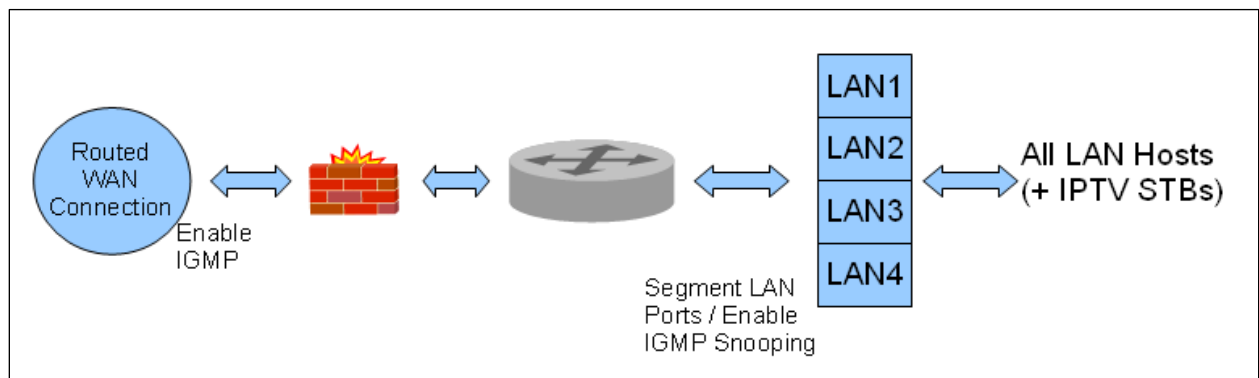 Routed
WAN
Connection
Enable
IGMP
Segment LAN
Ports / Enable
IGMP Snooping
LAN1
LAN2
LAN3
LAN4
All LAN Hosts
(+ IPTV STBs)